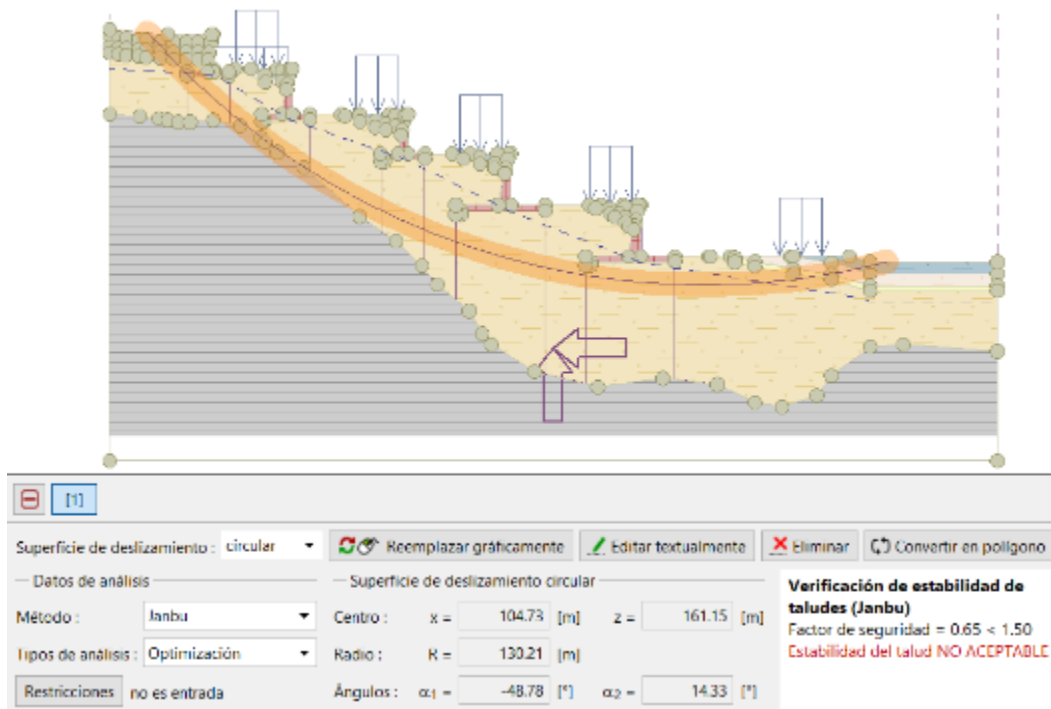 [1]
Superficie de deslizamiento : circular Reemplazar gráficamente Editar textualmente Eliminar Convertir en polígono
Datos de análisis Superficie de deslizamiento circular
Método : Janbu Centro : x = 104.73 [m] z = 161.15 [m]
Tipos de análisis : Optimización Radio : R = 130.21 [m]
Restricciones no es entrada Ángulos : α1 = -48.78 [°] α2 = 14.33 [°]
Verificación de estabilidad de
taludes (Janbu)
Factor de seguridad = 0.65 < 1.50
Estabilidad del talud NO ACEPTABLE